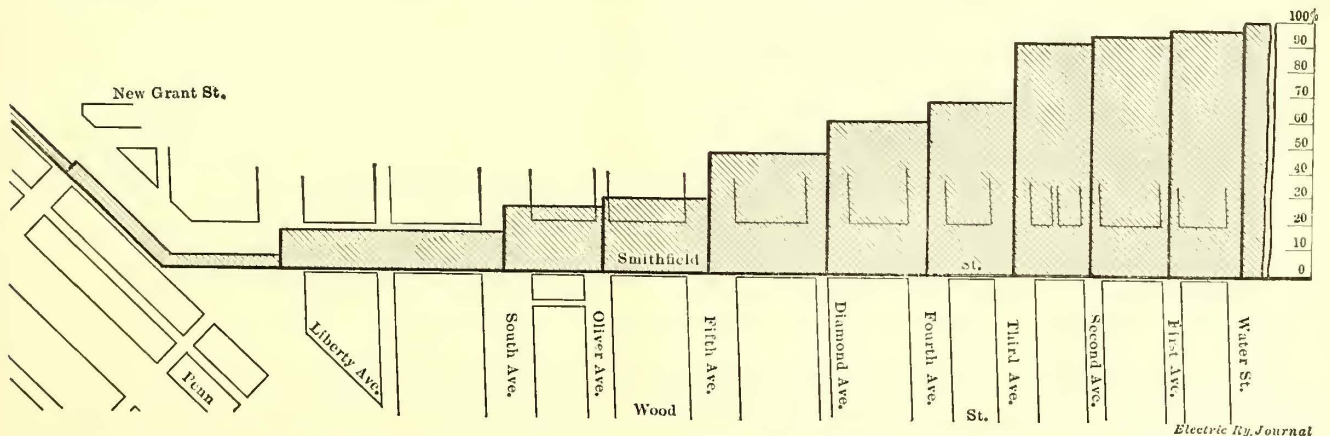 100%
90
80
70
60
50
40
30
20
10
0
New Grant St.
Smithfield St.
Penn
Liberty Ave.
South Ave.
Oliver Ave.
Fifth Ave.
Diamond Ave.
Fourth Ave.
Third Ave.
Second Ave.
First Ave.
Water St.
Wood St.
Electric Ry. Journal